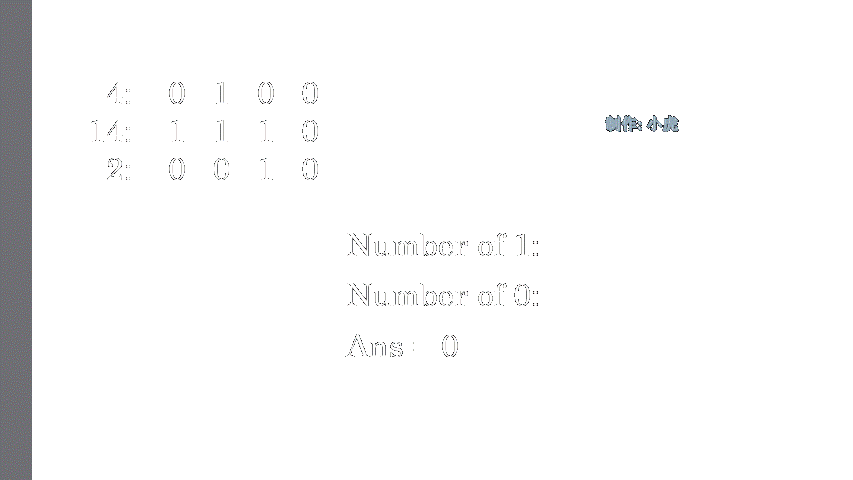 4: 0 1 0 0
制作: 小虎
14: 1 1 1 0
2: 0 0 1 0
Number of 1:
Number of 0:
Ans = 0